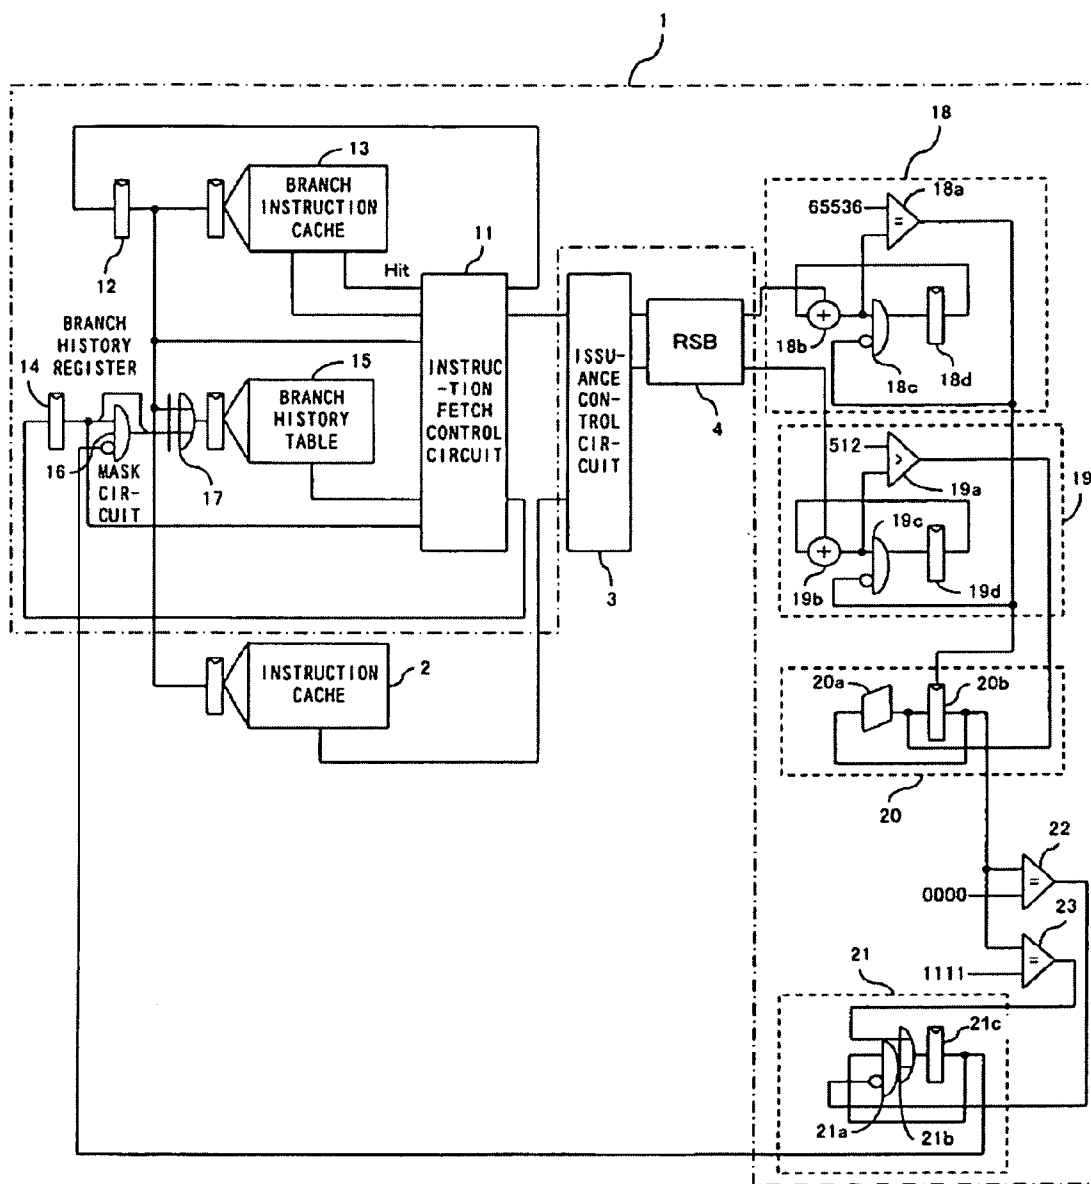 1
18
13
BRANCH
INSTRUCTION
CACHE
65536
=
18a
12
Hit
11
+
18b
18c
18d
BRANCH
HISTORY
REGISTER
14
15
BRANCH
HISTORY
TABLE
16
MASK
CIR-
CUIT
17
INSTRUC
-TION
FETCH
CONTROL
CIRCUIT
ISSU-
ANCE
CON-
TROL
CIR-
CUIT
3
RSB
4
512
>
19a
19
19c
+
19b
19d
INSTRUCTION
CACHE
2
20a
20b
20
22
=
0000
23
=
1111
21
21c
21a
21b